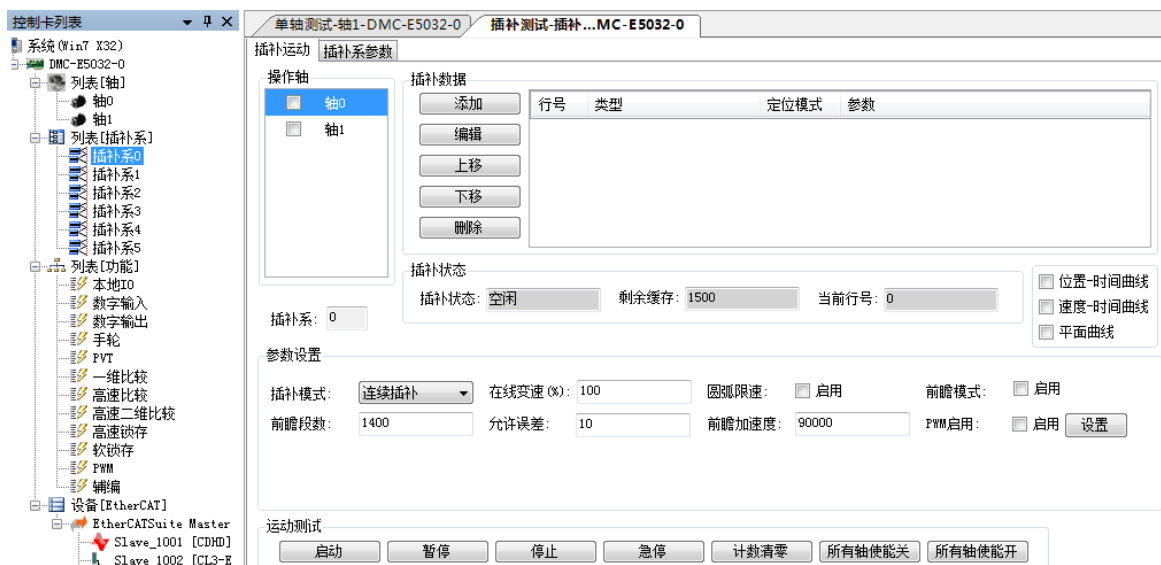 控制卡列表
系统(Win7 X32)
DMC-E5032-0
列表[轴]
轴0
轴1
列表[插补系]
插补系0
插补系1
插补系2
插补系3
插补系4
插补系5
列表[功能]
本地IO
数字输入
数字输出
手轮
PVT
一维比较
高速比较
高速二维比较
高速锁存
软锁存
PWM
辅编
设备[EtherCAT]
EtherCATSuite Master
Slave_1001 [CDHD]
Slave 1002 [CL3-E
单轴测试-轴1-DMC-E5032-0 插补测试-插补...MC-E5032-0
插补运动 插补系参数
操作轴
轴0
轴1
插补系: 0
插补数据
添加
编辑
上移
下移
删除
行号 类型 定位模式 参数
插补状态
插补状态: 空闲 剩余缓存: 1500 当前行号: 0
位置-时间曲线
速度-时间曲线
平面曲线
参数设置
插补模式: 连续插补 在线变速(%): 100 圆弧限速: 启用 前瞻模式: 启用
前瞻段数: 1400 允许误差: 10 前瞻加速度: 90000 PWM启用: 启用 设置
运动测试
启动 暂停 停止 急停 计数清零 所有轴使能关 所有轴使能开